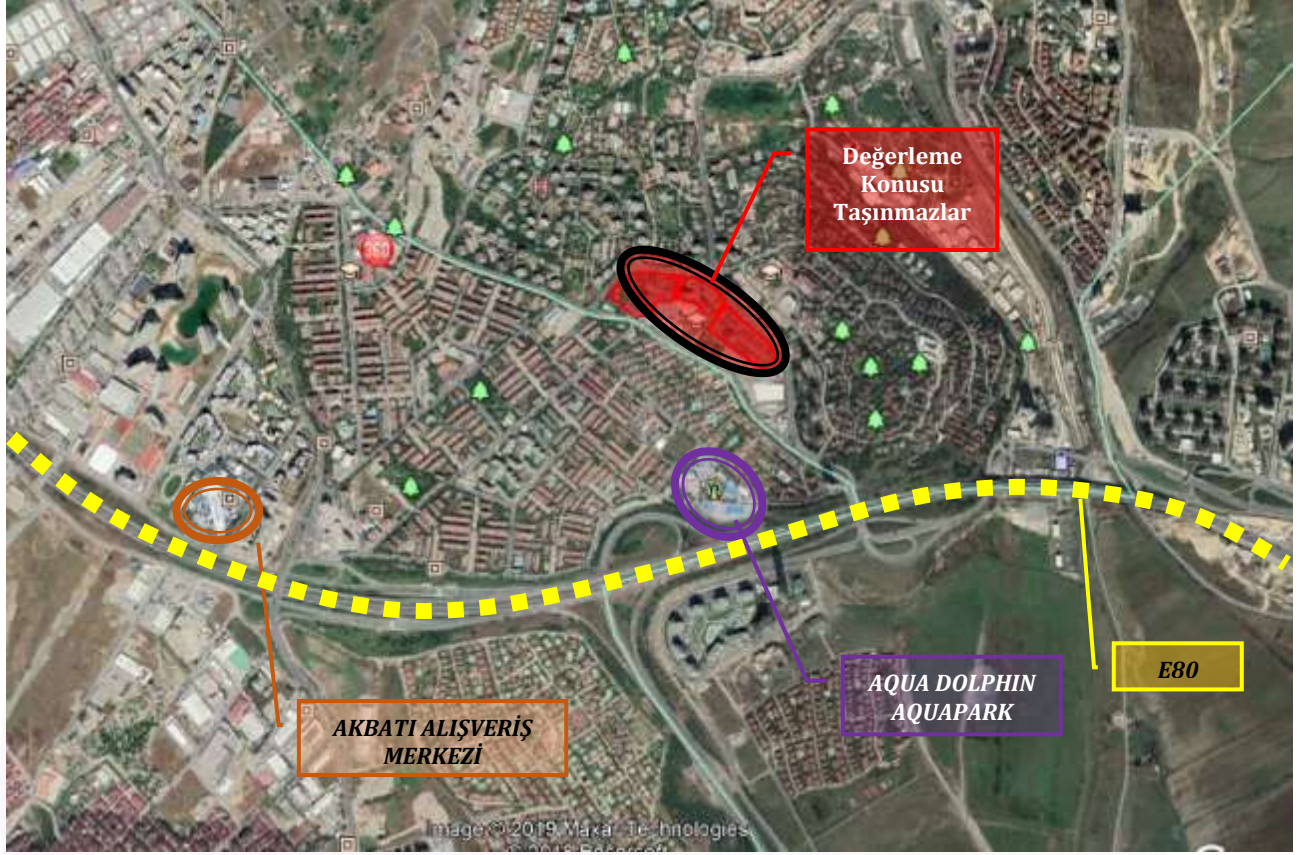 Değerleme
Konusu
Taşınmazlar
AQUA DOLPHIN
AQUAPARK
E80
AKBATI ALIŞVERİŞ
MERKEZİ
Image © 2019 Maxar Technologies